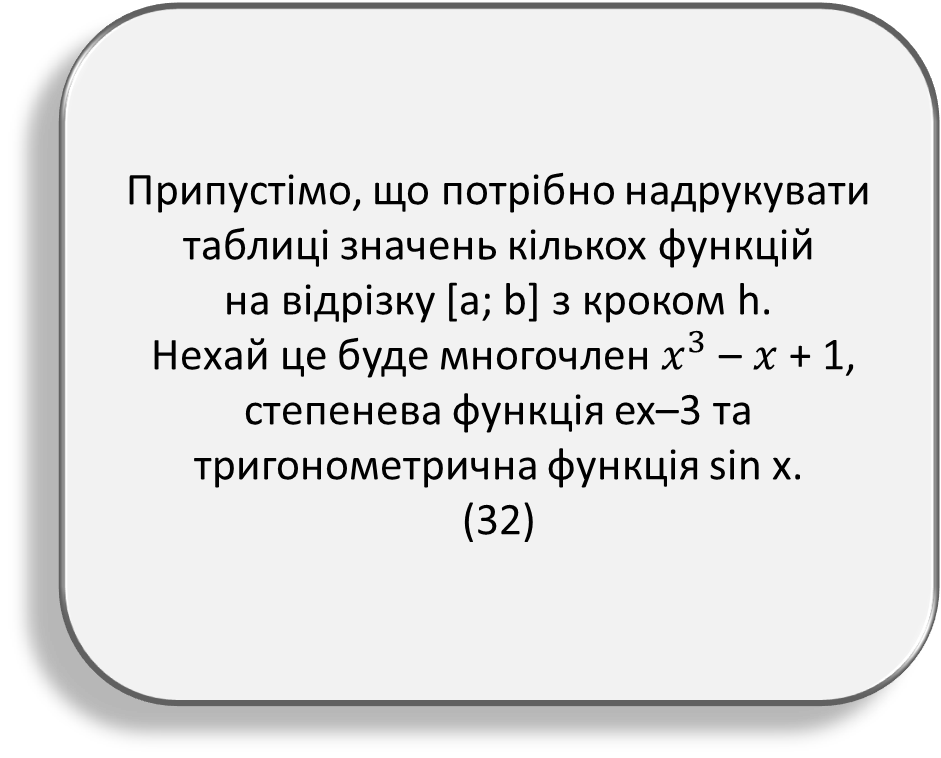 Припустімо, що потрібно надрукувати
таблиці значень кількох функцій
на відрізку [a; b] з кроком h.
Нехай це буде многочлен 𝑥³ – 𝑥 + 1,
степенева функція ex–3 та
тригонометрична функція sin x.
(32)